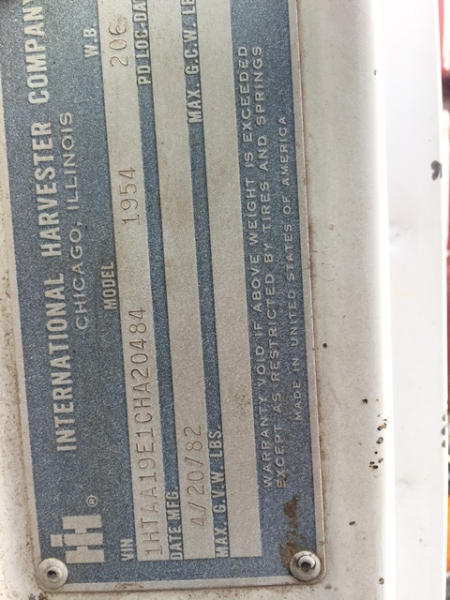 INTERNATIONAL HARVESTER COMPANY
CHICAGO, ILLINOIS
IH ®
MODEL W.B.
VIN 1954 206
1HTAA19E1CHA20484
DATE MFG. PD LOC-DA
4/20/82
MAX. G.V.W. LBS MAX. G.C.W. LB
WARRANTY VOID IF ABOVE WEIGHT IS EXCEEDED
EXCEPT AS RESTRICTED BY TIRES AND SPRINGS
MADE IN UNITED STATES OF AMERICA